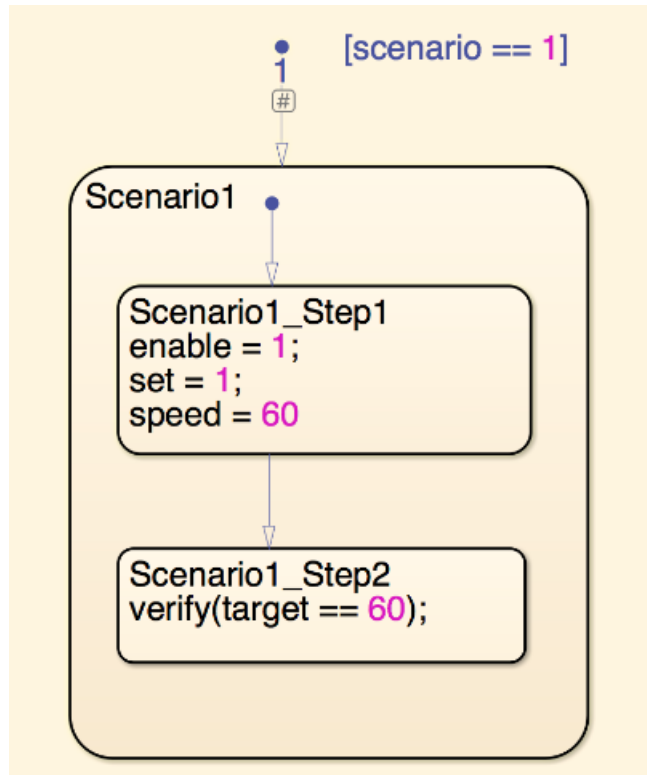 [scenario == 1]
1
#
Scenario1
Scenario1_Step1
enable = 1;
set = 1;
speed = 60
Scenario1_Step2
verify(target == 60);